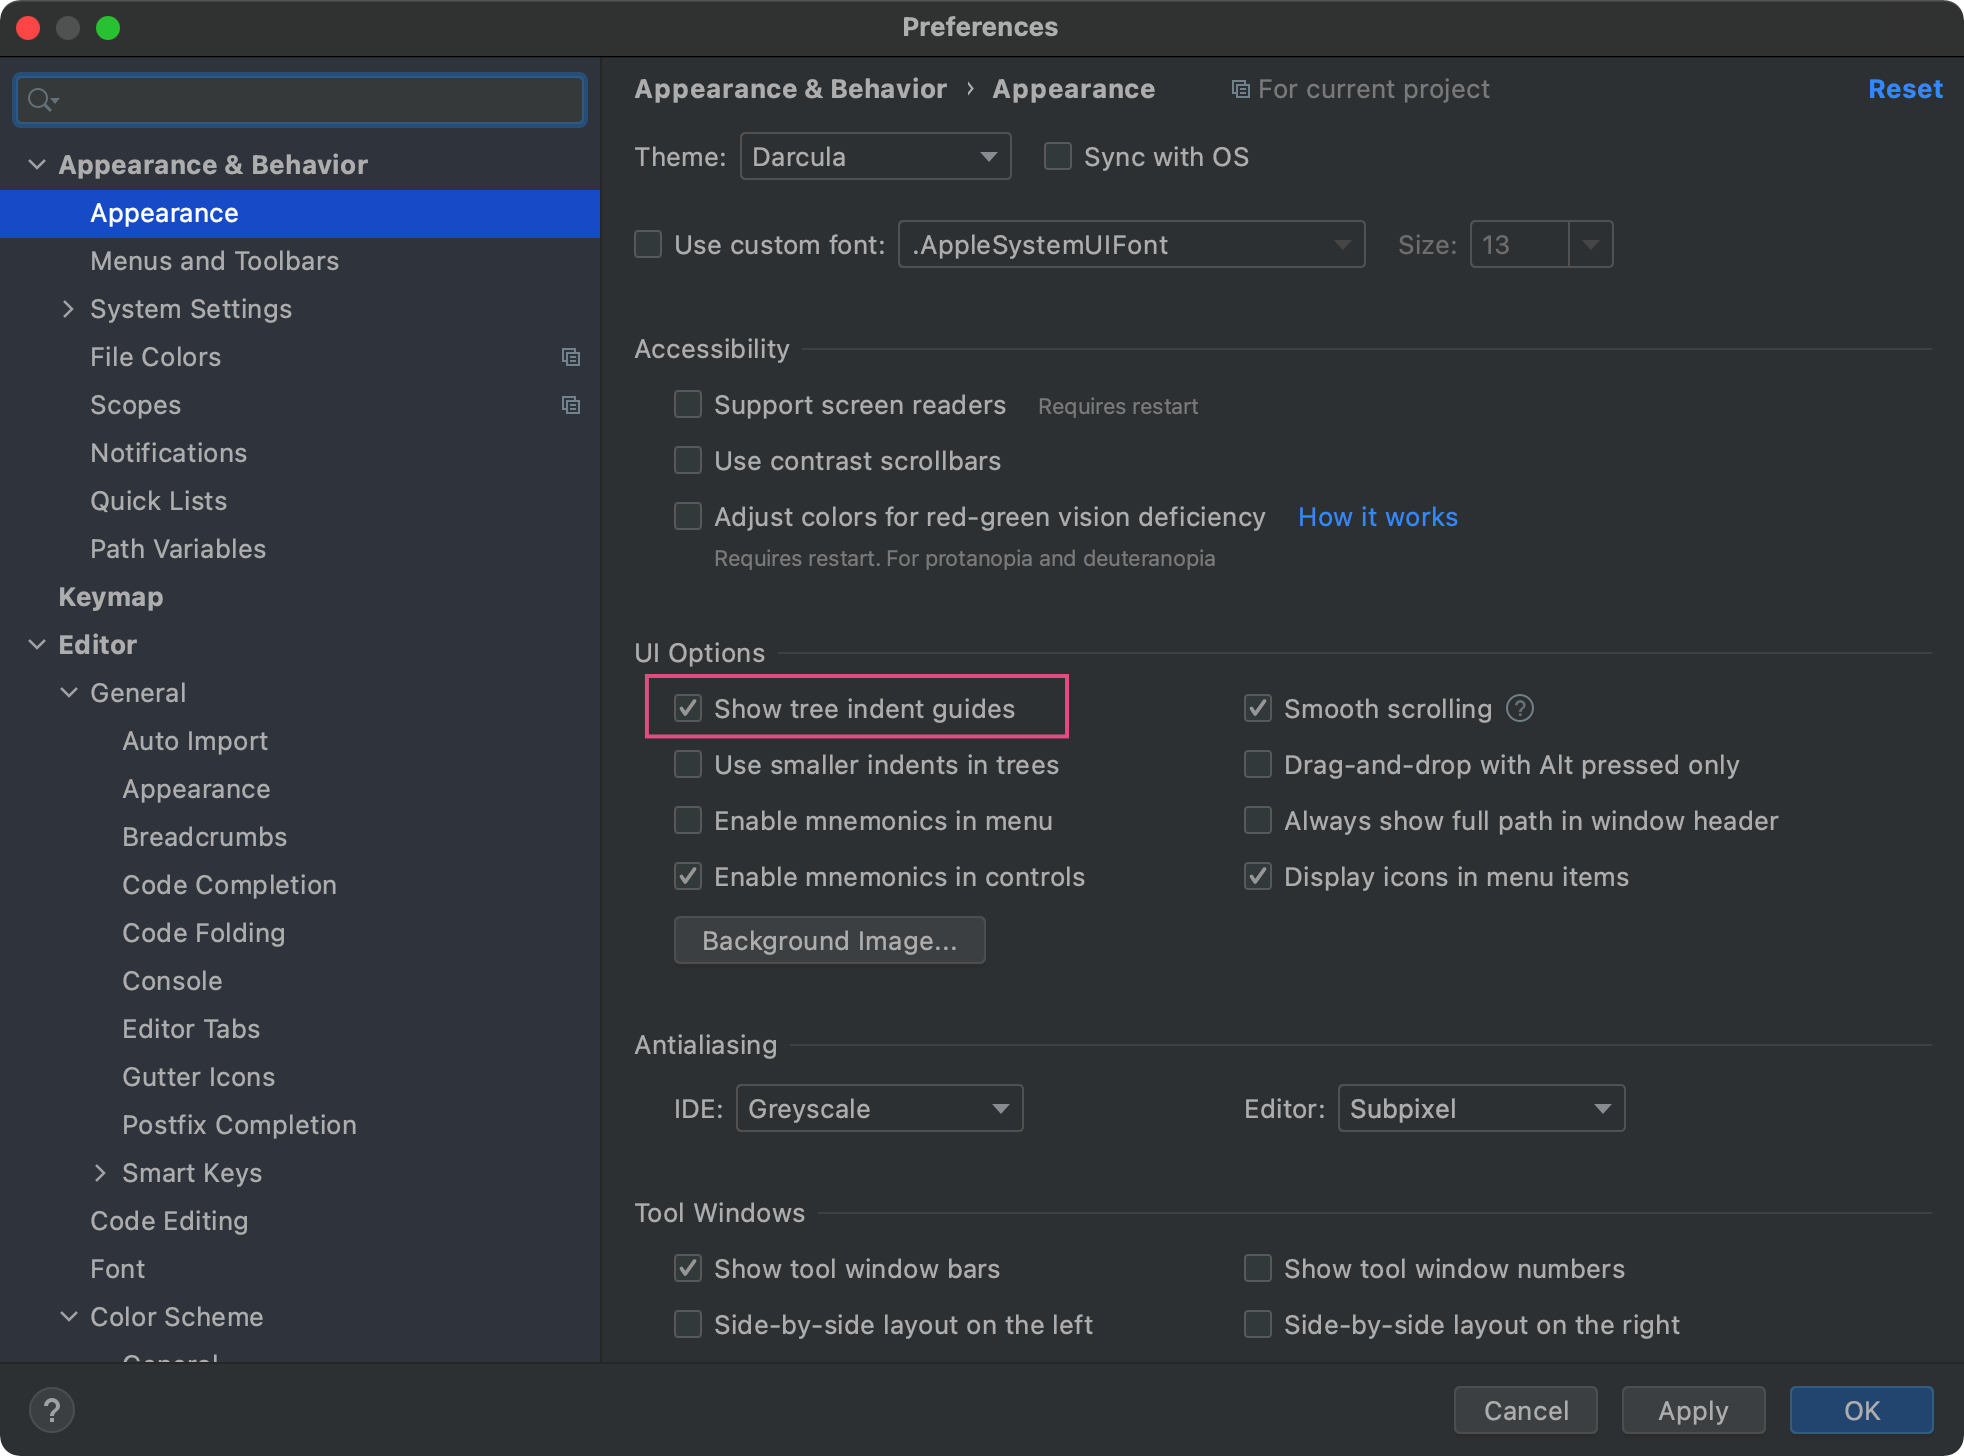 Preferences
Appearance & Behavior
Appearance
Menus and Toolbars
System Settings
File Colors
Scopes
Notifications
Quick Lists
Path Variables
Keymap
Editor
General
Auto Import
Appearance
Breadcrumbs
Code Completion
Code Folding
Console
Editor Tabs
Gutter Icons
Postfix Completion
Smart Keys
Code Editing
Font
Color Scheme
General
Appearance & Behavior › Appearance For current project Reset
Theme: Darcula Sync with OS
Use custom font: .AppleSystemUIFont Size: 13
Accessibility
Support screen readers Requires restart
Use contrast scrollbars
Adjust colors for red-green vision deficiency How it works
Requires restart. For protanopia and deuteranopia
UI Options
Show tree indent guides Smooth scrolling ?
Use smaller indents in trees Drag-and-drop with Alt pressed only
Enable mnemonics in menu Always show full path in window header
Enable mnemonics in controls Display icons in menu items
Background Image...
Antialiasing
IDE: Greyscale Editor: Subpixel
Tool Windows
Show tool window bars Show tool window numbers
Side-by-side layout on the left Side-by-side layout on the right
? Cancel Apply OK